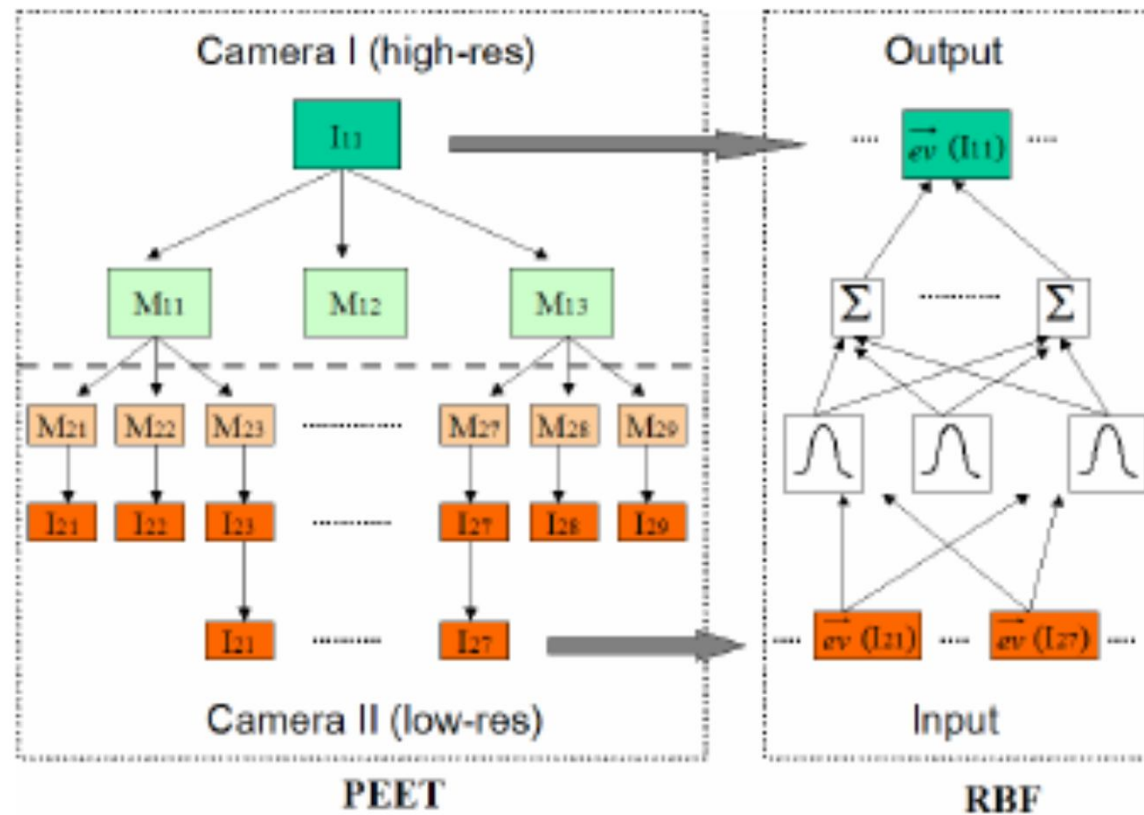 Camera I (high-res)
I11
M11 M12 M13
M21 M22 M23 ............ M27 M28 M29
I21 I22 I23 ............ I27 I28 I29
I21 ......... I27
Camera II (low-res)
PEET
Output
.... ev (I11) ....
Σ ............ Σ
.... ev (I21) .... ev (I27) ....
Input
RBF